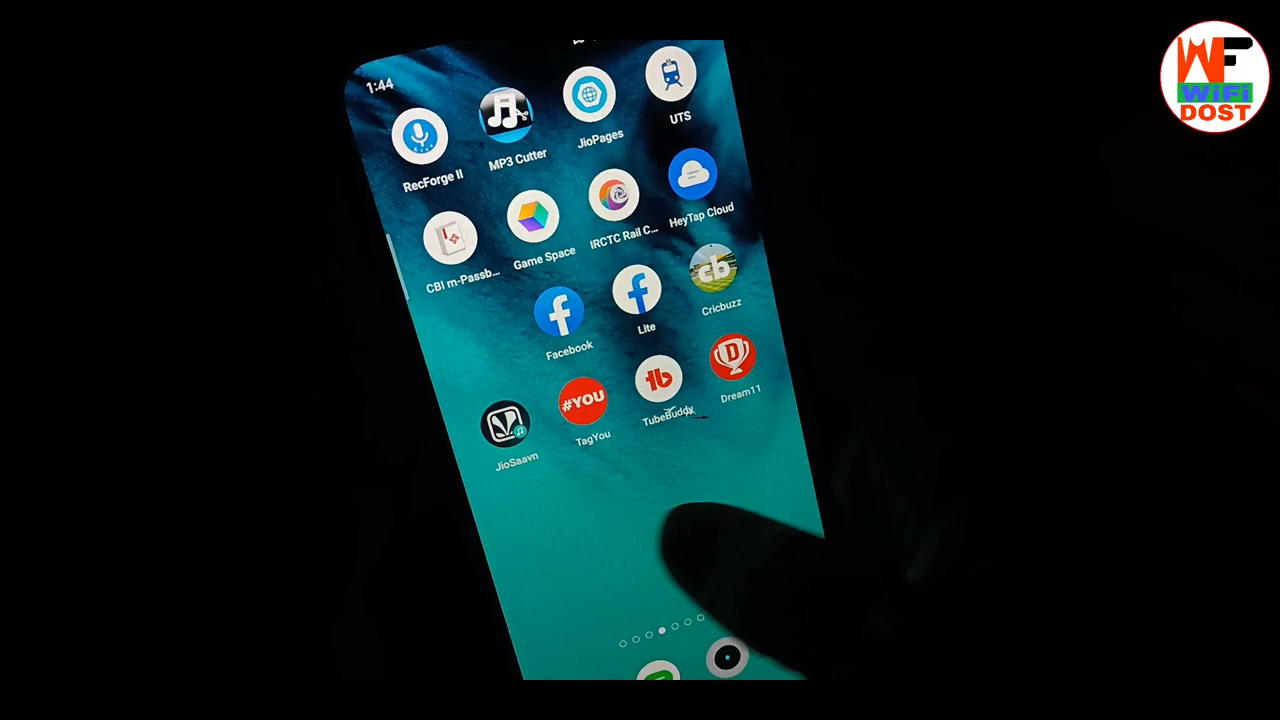 1:44
RecForge II
MP3 Cutter
JioPages
UTS
CBI m-Passb...
Game Space
IRCTC Rail C...
HeyTap Cloud
Facebook
Lite
cb
Cricbuzz
JioSaavn
#YOU
TagYou
tb
TubeBuddy
D
Dream11
WF
WiFi
DOST